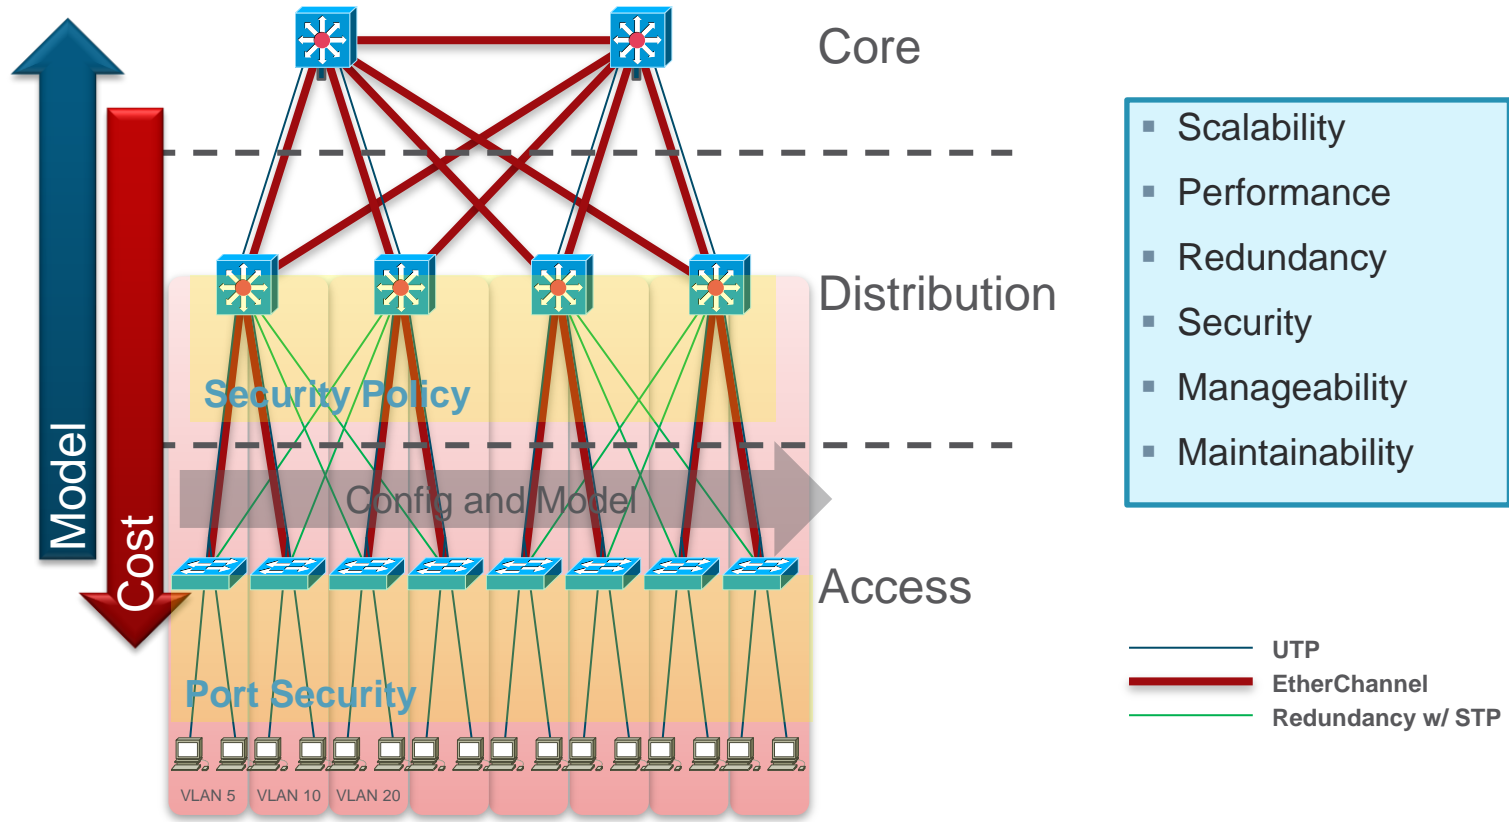 Core
Scalability
Performance
Redundancy
Security
Manageability
Maintainability
Distribution
Security Policy
Model
Cost
Config and Model
Access
UTP
EtherChannel
Redundancy w/ STP
Port Security
VLAN 5
VLAN 10
VLAN 20